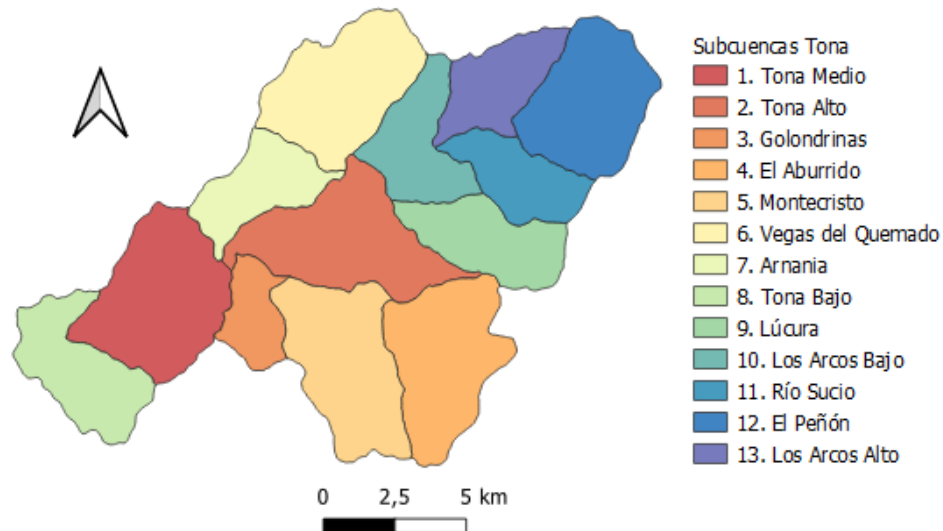 Subcuencas Tona
1. Tona Medio
2. Tona Alto
3. Golondrinas
4. El Aburrido
5. Montecristo
6. Vegas del Quemado
7. Arnania
8. Tona Bajo
9. Lúcura
10. Los Arcos Bajo
11. Río Sucio
12. El Peñón
13. Los Arcos Alto
0 2,5 5 km